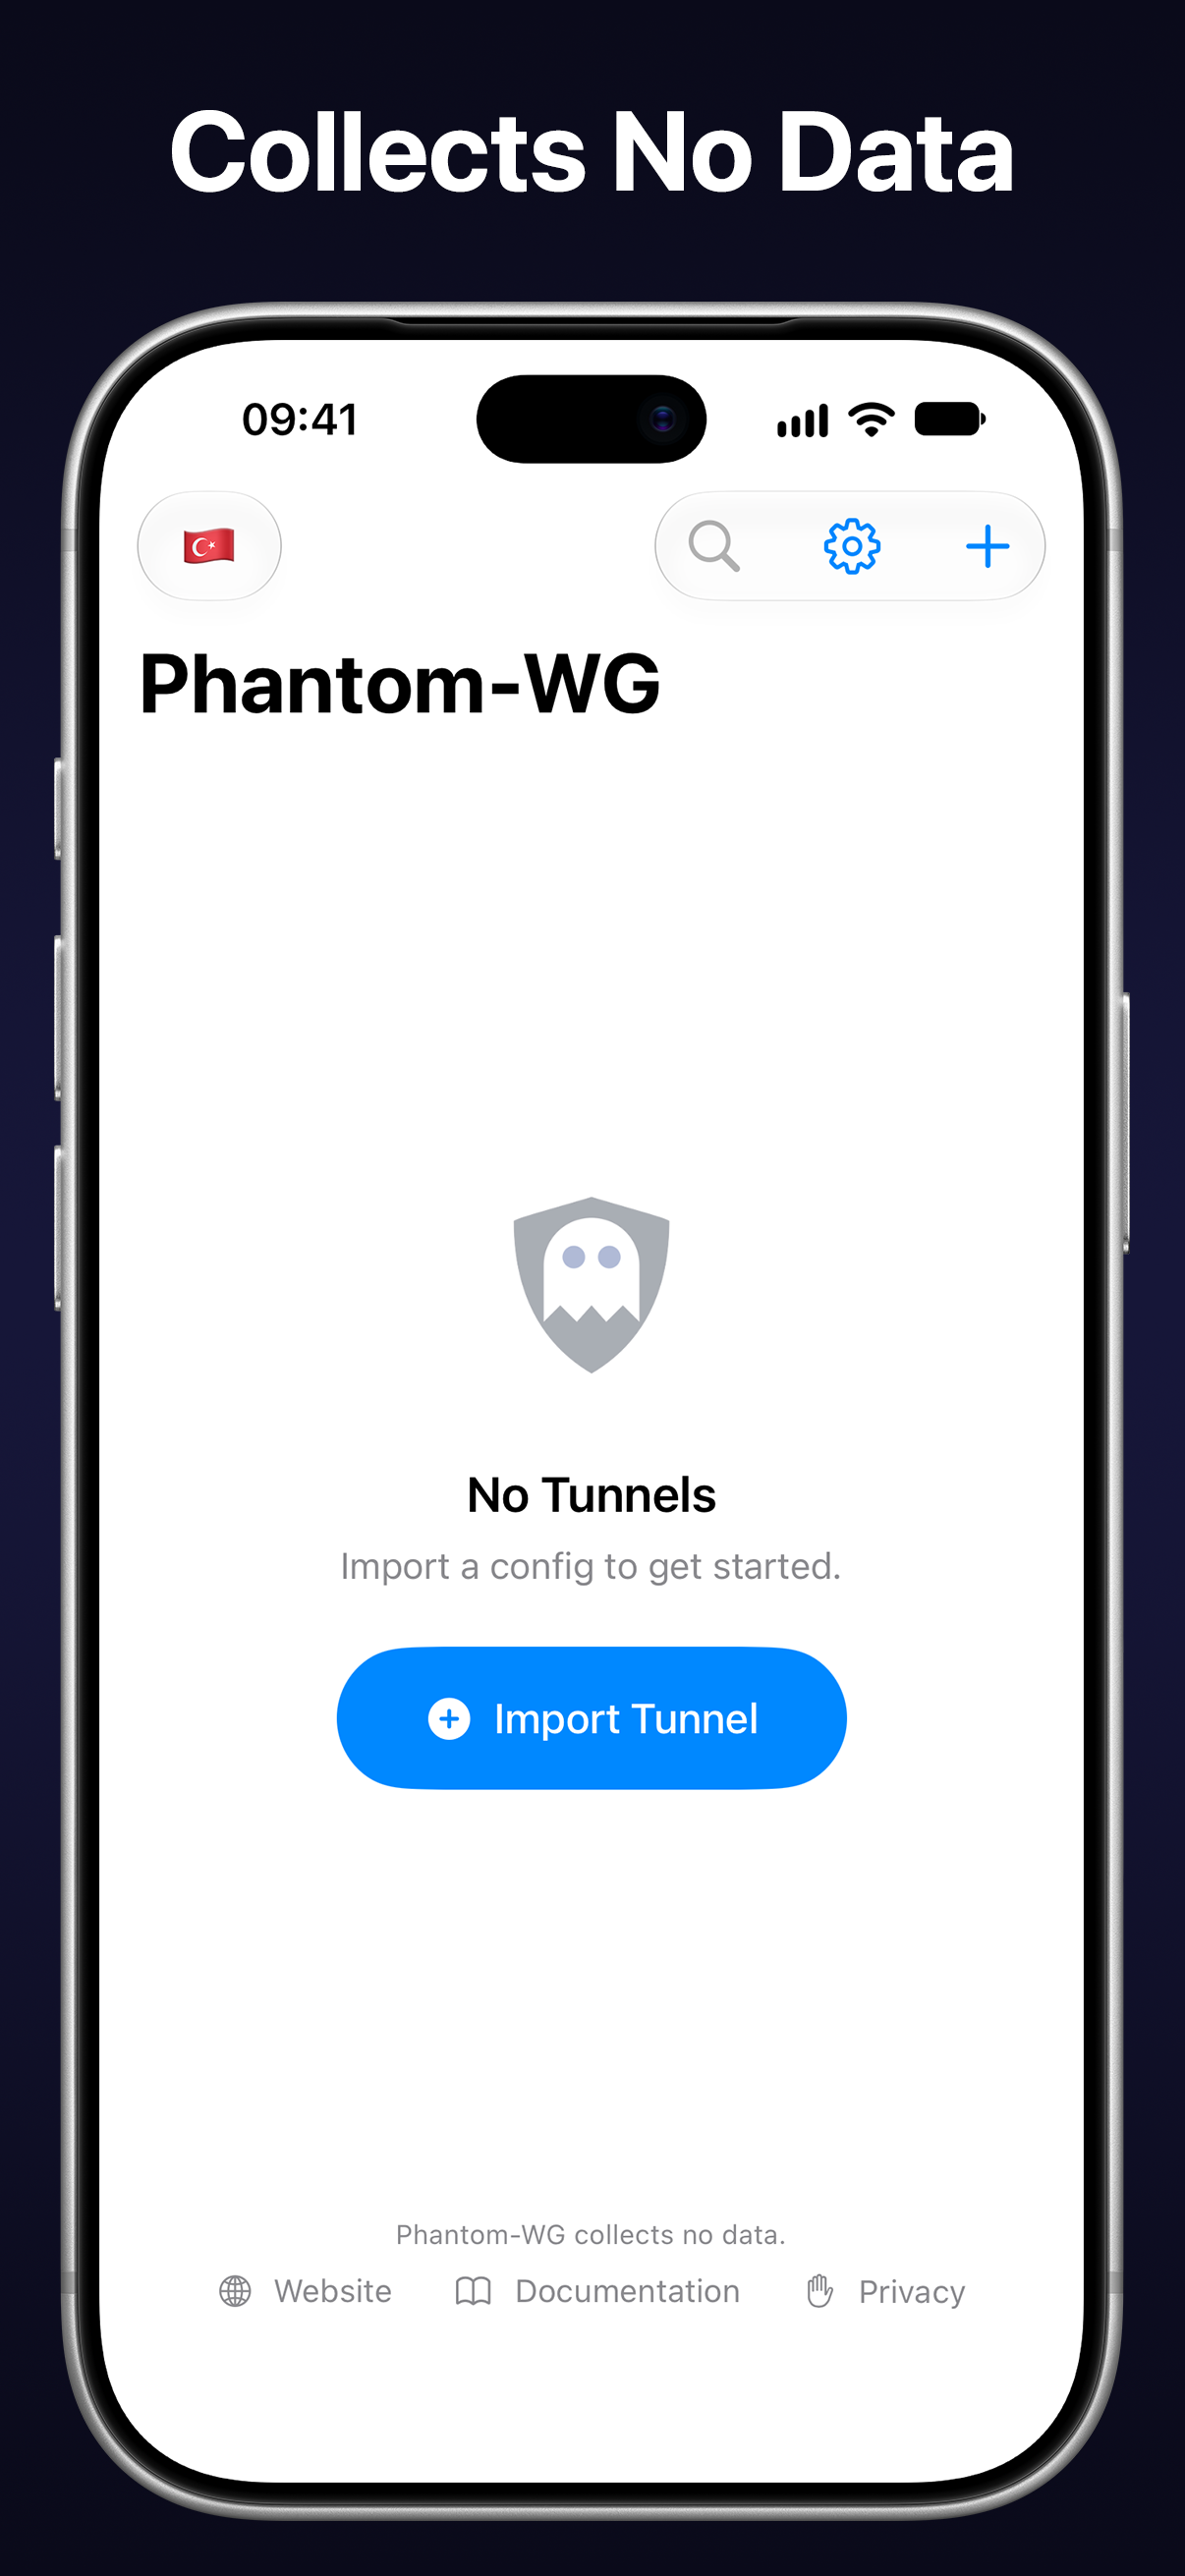 Collects No Data
09:41
Phantom-WG
No Tunnels
Import a config to get started.
Import Tunnel
Phantom-WG collects no data.
Website Documentation Privacy